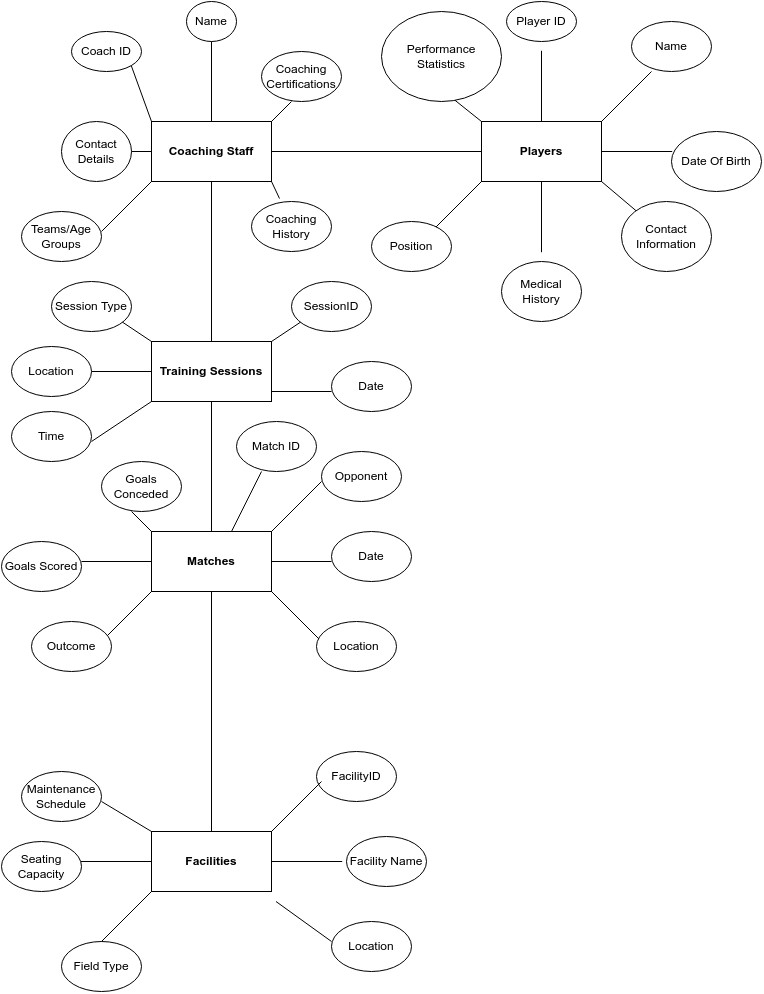 Name
Player ID
Coach ID
Performance
Statistics
Name
Coaching
Certifications
Contact
Details
Coaching Staff
Players
Date Of Birth
Teams/Age
Groups
Coaching
History
Position
Contact
Information
Medical
History
Session Type
SessionID
Location
Training Sessions
Date
Time
Match ID
Goals
Conceded
Opponent
Goals Scored
Matches
Date
Outcome
Location
Maintenance
Schedule
FacilityID
Seating
Capacity
Facilities
Facility Name
Field Type
Location